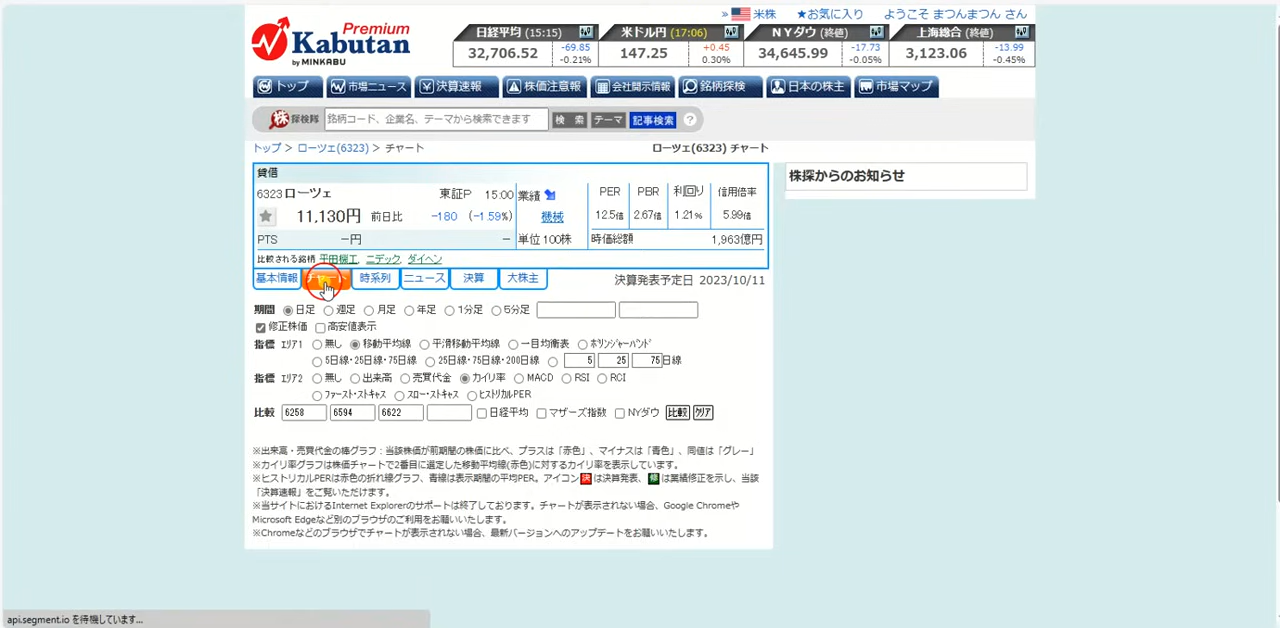 » 米株 ★お気に入り ようこそ まつんまつん さん
Premium
Kabutan
by MINKABU
日経平均 (15:15) 米ドル円 (17:06) NYダウ (終値) 上海総合 (終値)
32,706.52 -69.85 -0.21% 147.25 +0.45 0.30% 34,645.99 -17.73 -0.05% 3,123.06 -13.99 -0.45%
トップ 市場ニュース 決算速報 株価注意報 会社開示情報 銘柄探検 日本の株主 市場マップ
株 探検隊 銘柄コード、企業名、テーマから検索できます 検 索 テーマ 記事検索 ?
トップ > ローツェ(6323) > チャート ローツェ(6323) チャート
貸借
株探からのお知らせ
6323 ローツェ 東証P 15:00 業績 PER PBR 利回り 信用倍率
11,130円 前日比 -180 (-1.59%) 機械 12.5倍 2.67倍 1.21% 5.99倍
PTS －円 － 単位 100株 時価総額 1,963億円
比較される銘柄 平田機工, ニデック, ダイヘン
基本情報 チャート 時系列 ニュース 決算 大株主 決算発表予定日 2023/10/11
期間 日足 週足 月足 年足 1分足 5分足
修正株価 高安値表示
指標 エリア1 無し 移動平均線 平滑移動平均線 一目均衡表 ボリンジャーバンド
5日線・25日線・75日線 25日線・75日線・200日線 5 25 75 日線
指標 エリア2 無し 出来高 売買代金 カイリ率 MACD RSI RCI
ファースト・ストキャス スロー・ストキャス ヒストリカルPER
比較 6258 6594 6622 日経平均 マザーズ指数 NYダウ 比較 クリア
※出来高・売買代金の棒グラフ：当該株価が前期間の株価に比べ、プラスは「赤色」、マイナスは「青色」、同値は「グレー」
※カイリ率グラフは株価チャートで2番目に選定した移動平均線(赤色)に対するカイリ率を表示しています。
※ヒストリカルPERは赤色の折れ線グラフ、青線は表示期間の平均PER。アイコン 決 は決算発表、 修 は業績修正を示し、当該
「決算速報」をご覧いただけます。
※当サイトにおけるInternet Explorerのサポートは終了しております。チャートが表示されない場合、Google Chromeや
Microsoft Edgeなど別のブラウザのご利用をお願いいたします。
※Chromeなどのブラウザでチャートが表示されない場合、最新バージョンへのアップデートをお願いいたします。
api.segment.io を待機しています...